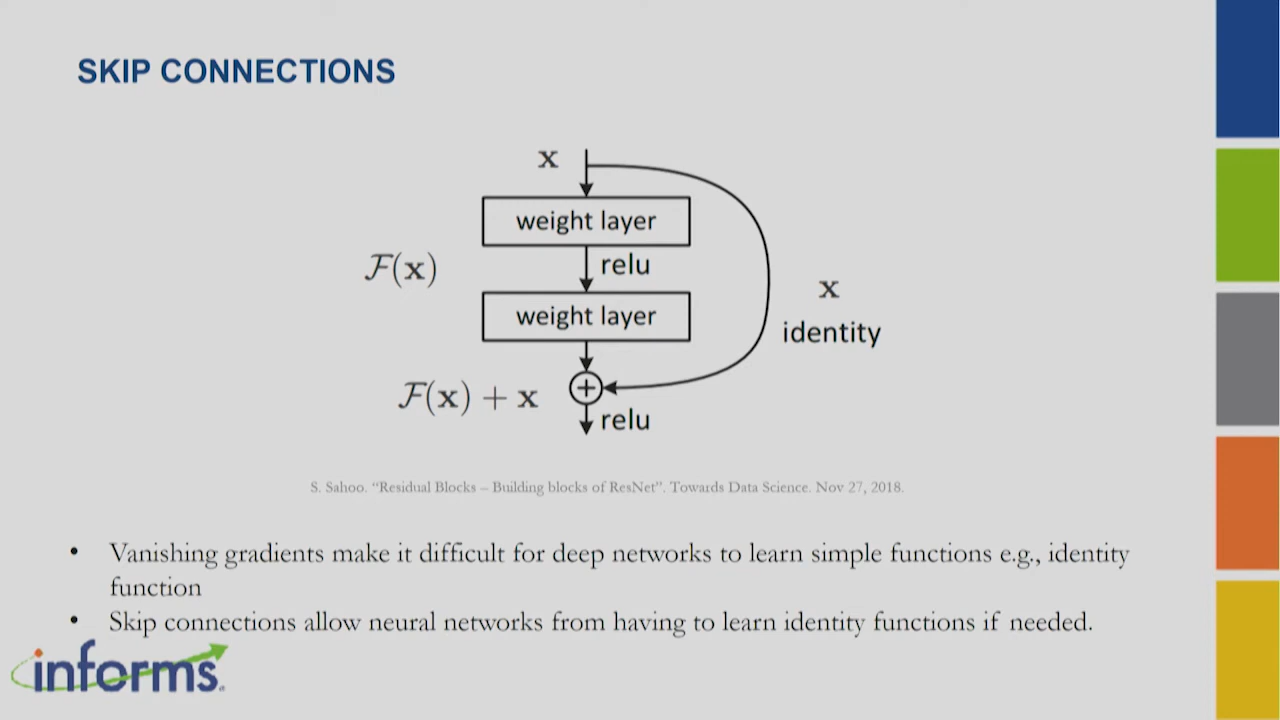 SKIP CONNECTIONS
x
weight layer
relu
F(x)
x
weight layer
identity
F(x) + x
relu
S. Sahoo. “Residual Blocks – Building blocks of ResNet”. Towards Data Science. Nov 27, 2018.
• Vanishing gradients make it difficult for deep networks to learn simple functions e.g., identity
function
• Skip connections allow neural networks from having to learn identity functions if needed.
informs